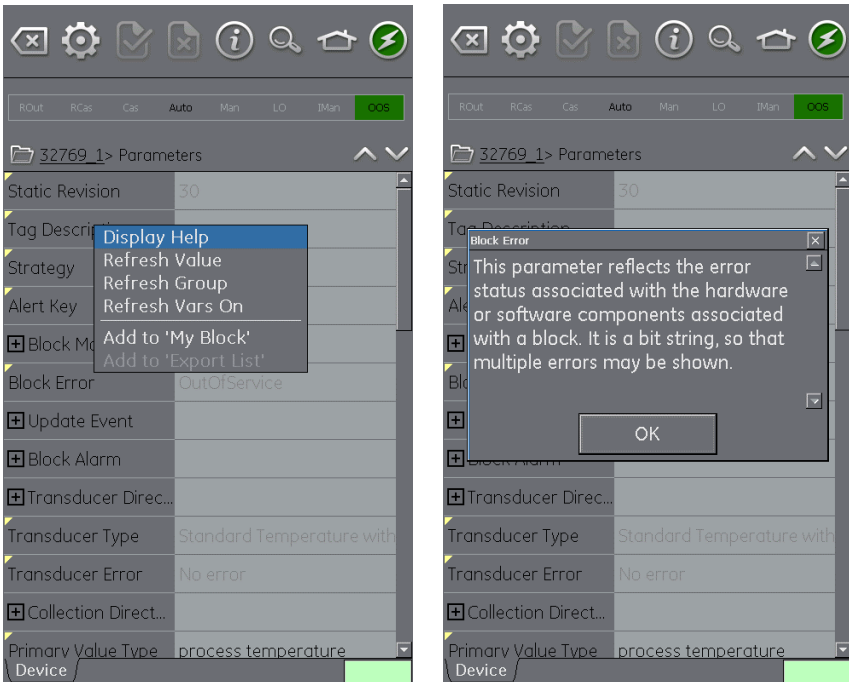 ROut RCas Cas Auto Man LO IMan OOS
32769_1> Parameters
Static Revision 30
Tag Descri
Strategy
Alert Key
Block Mo
Display Help
Refresh Value
Refresh Group
Refresh Vars On
Add to 'My Block'
Add to 'Export List'
Block Error OutOfService
Update Event
Block Alarm
Transducer Direc...
Transducer Type Standard Temperature with
Transducer Error No error
Collection Direct...
Primary Value Type process temperature
Device
ROut RCas Cas Auto Man LO IMan OOS
32769_1> Parameters
Static Revision 30
Tag Description
Block Error
This parameter reflects the error
status associated with the hardware
or software components associated
with a block. It is a bit string, so that
multiple errors may be shown.
OK
Block Alarm
Transducer Direc...
Transducer Type Standard Temperature with
Transducer Error No error
Collection Direct...
Primary Value Type process temperature
Device